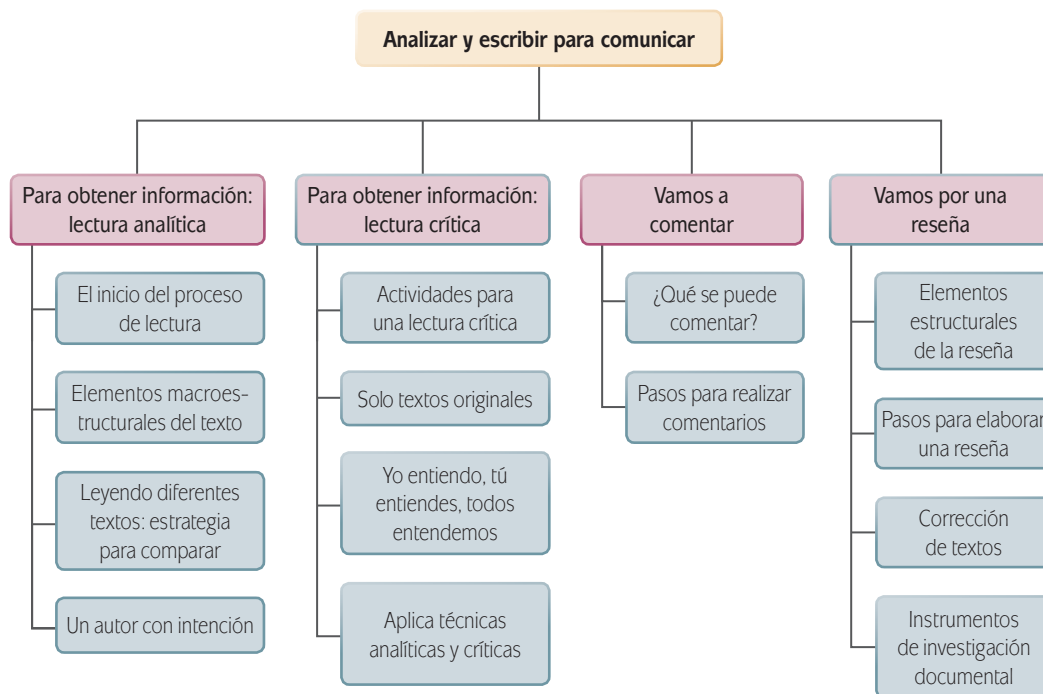 Analizar y escribir para comunicar
Para obtener información:
lectura analítica
El inicio del proceso
de lectura
Elementos macroes-
tructurales del texto
Leyendo diferentes
textos: estrategia
para comparar
Un autor con intención
Para obtener información:
lectura crítica
Actividades para
una lectura crítica
Solo textos originales
Yo entiendo, tú
entiendes, todos
entendemos
Aplica técnicas
analíticas y críticas
Vamos a
comentar
¿Qué se puede
comentar?
Pasos para realizar
comentarios
Vamos por una
reseña
Elementos
estructurales
de la reseña
Pasos para elaborar
una reseña
Corrección
de textos
Instrumentos
de investigación
documental